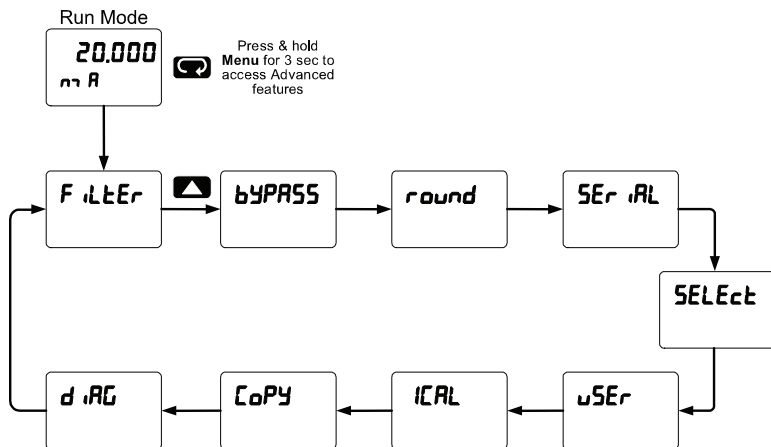 Run Mode
20.000
mA
Press & hold
Menu for 3 sec to
access Advanced
features
FiLtEr
bYPASS
round
SEriAL
SELEct
diAG
CoPY
ICAL
uSEr